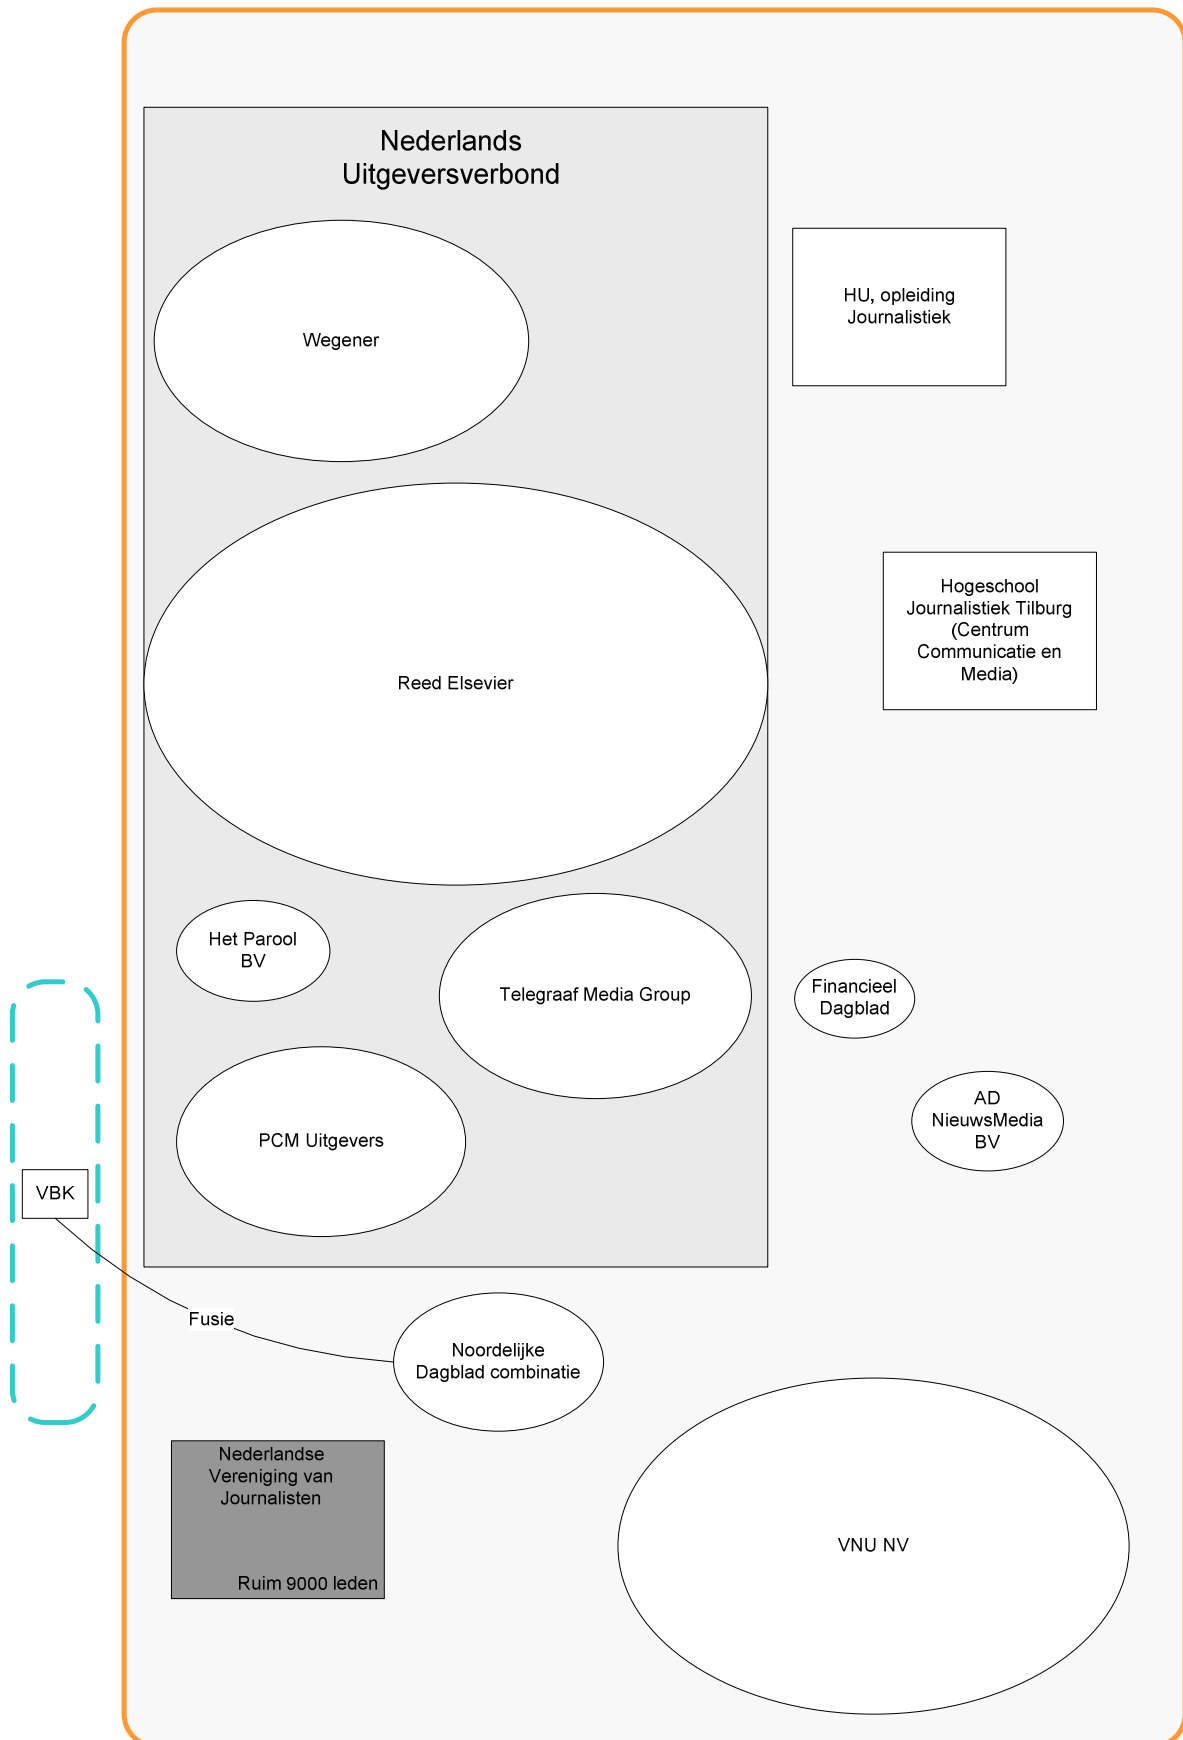 Nederlands
Uitgeversverbond
Wegener
HU, opleiding
Journalistiek
Reed Elsevier
Hogeschool
Journalistiek Tilburg
(Centrum
Communicatie en
Media)
Het Parool
BV
Telegraaf Media Group
Financieel
Dagblad
PCM Uitgevers
AD
NieuwsMedia
BV
VBK
Fusie
Noordelijke
Dagblad combinatie
Nederlandse
Vereniging van
Journalisten
Ruim 9000 leden
VNU NV